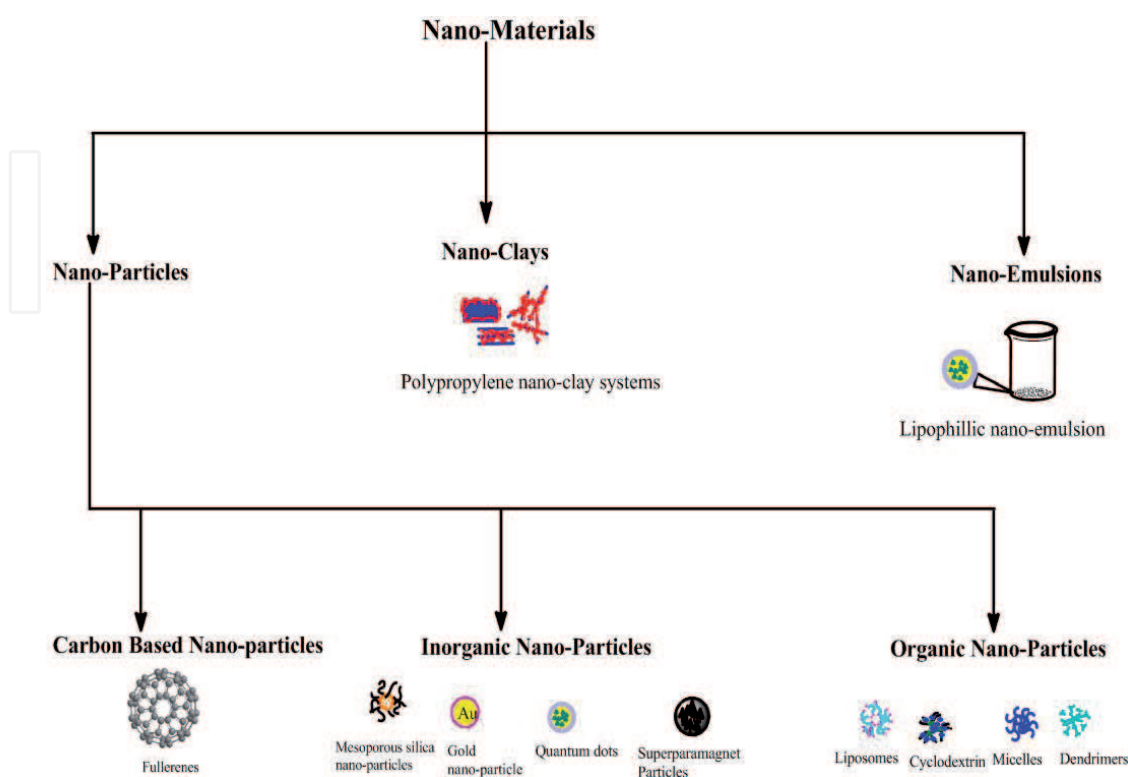 Nano-Materials
Nano-Particles
Nano-Clays
Nano-Emulsions
Polypropylene nano-clay systems
Lipophillic nano-emulsion
Carbon Based Nano-particles
Inorganic Nano-Particles
Organic Nano-Particles
Fullerenes
Mesoporous silica
nano-particles
Au
Gold
nano-particle
Quantum dots
Superparamagnet
Particles
Liposomes
Cyclodextrin
Micelles
Dendrimers